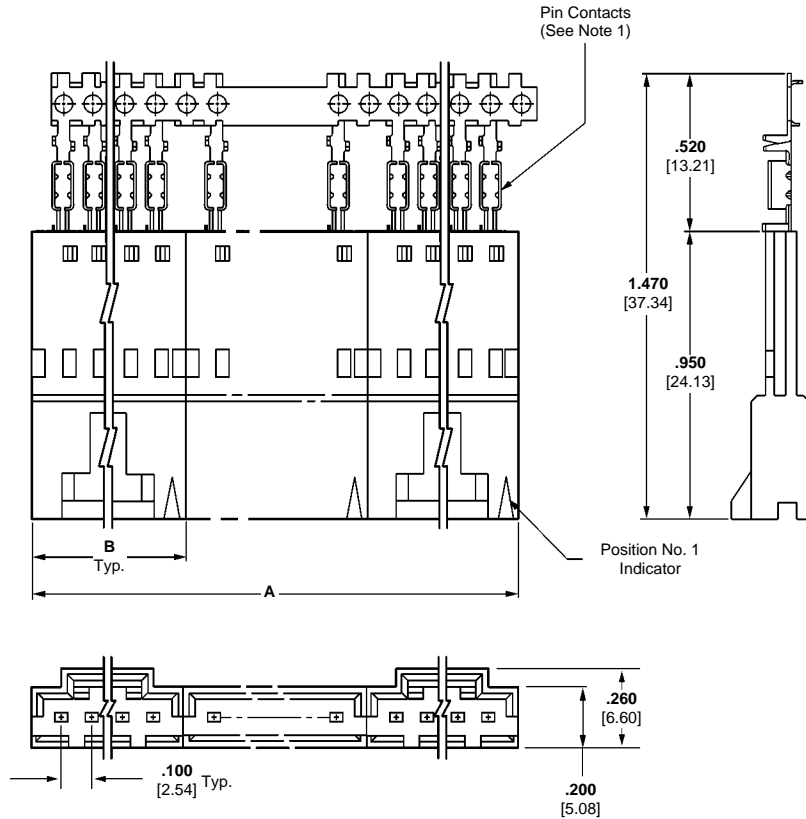 Pin Contacts
(See Note 1)
.520
[13.21]
1.470
[37.34]
.950
[24.13]
B
Typ.
Position No. 1
Indicator
A
.260
[6.60]
.100
[2.54] Typ.
.200
[5.08]